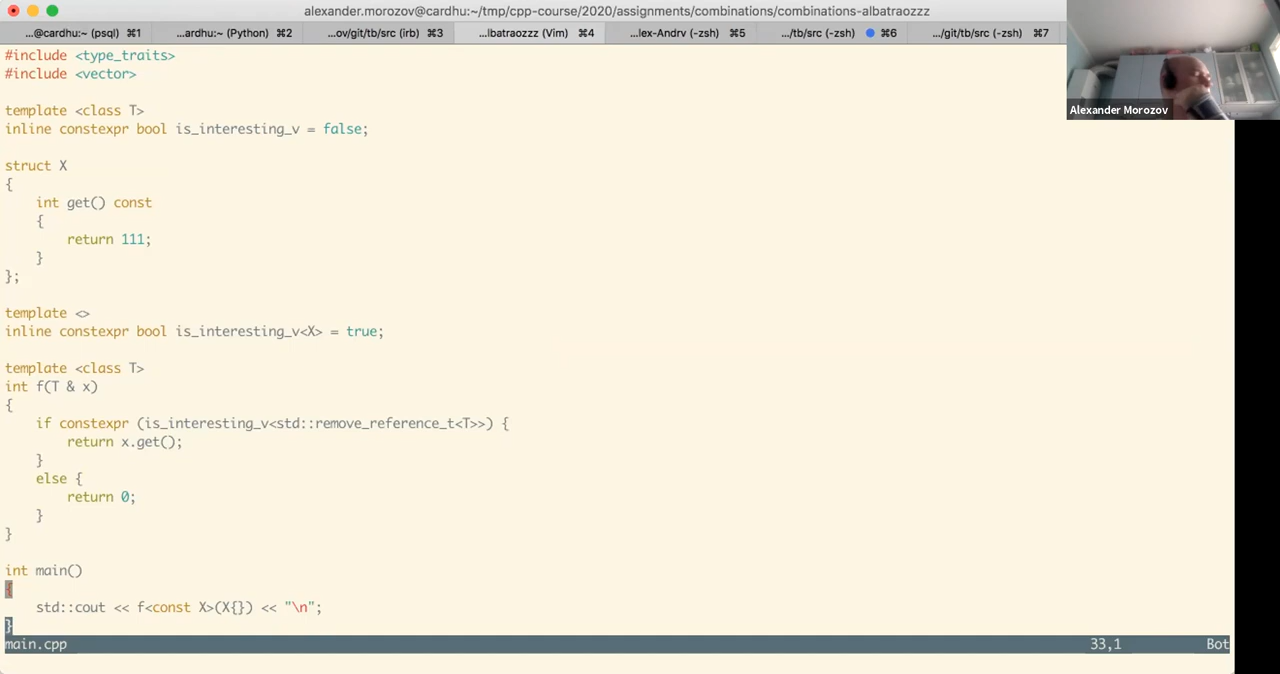 alexander.morozov@cardhu:~/tmp/cpp-course/2020/assignments/combinations/combinations-albatraozzz
...@cardhu:~ (psql) ⌘1 ...ardhu:~ (Python) ⌘2 ...ov/git/tb/src (irb) ⌘3 ...lbatraozzz (Vim) ⌘4 ...lex-Andrv (-zsh) ⌘5 .../tb/src (-zsh) ⌘6 .../git/tb/src (-zsh) ⌘7
Alexander Morozov
#include <type_traits>
#include <vector>
template <class T>
inline constexpr bool is_interesting_v = false;
struct X
{
int get() const
{
return 111;
}
};
template <>
inline constexpr bool is_interesting_v<X> = true;
template <class T>
int f(T & x)
{
if constexpr (is_interesting_v<std::remove_reference_t<T>>) {
return x.get();
}
else {
return 0;
}
}
int main()
{
std::cout << f<const X>(X{}) << "\n";
}
main.cpp 33,1 Bot